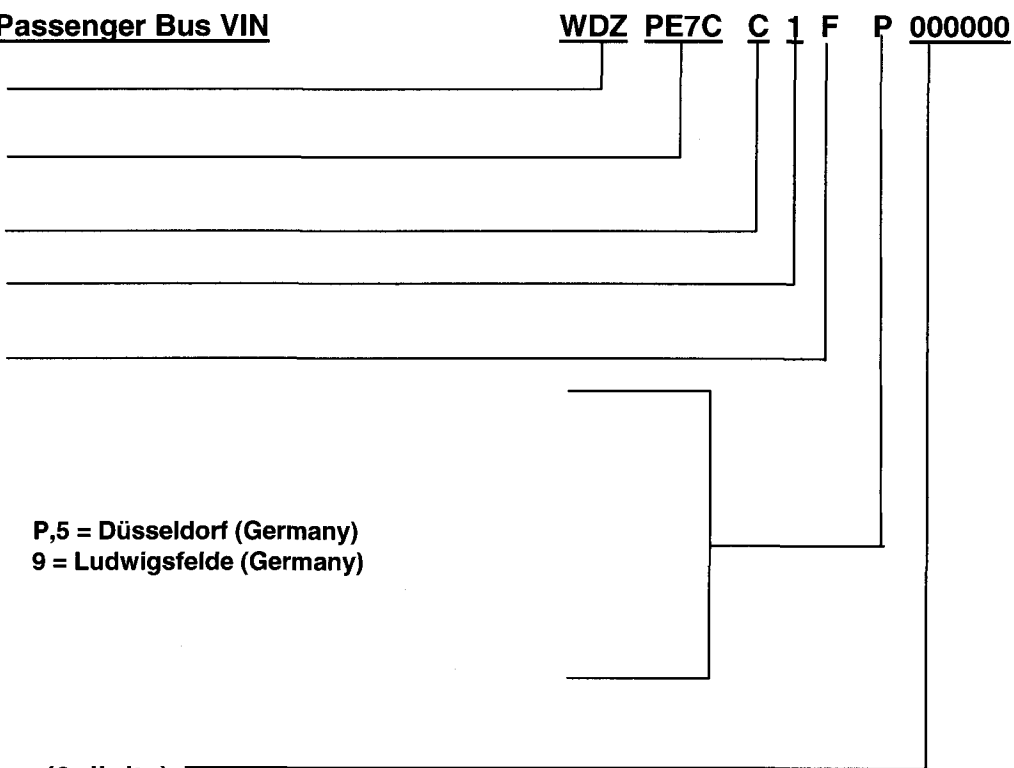 Passenger Bus VIN WDZ PE7C C 1 F P 000000
P,5 = Düsseldorf (Germany)
9 = Ludwigsfelde (Germany)